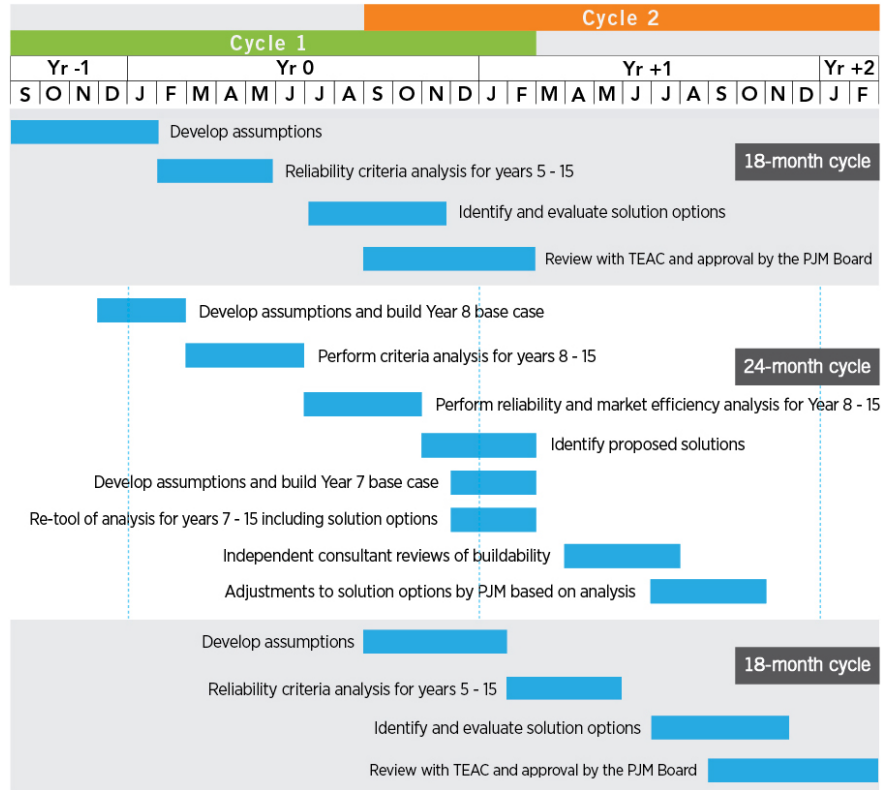 Cycle 2
Cycle 1
Yr -1 Yr 0 Yr +1 Yr +2
S O N D J F M A M J J A S O N D J F M A M J J A S O N D J F
Develop assumptions
18-month cycle
Reliability criteria analysis for years 5 - 15
Identify and evaluate solution options
Review with TEAC and approval by the PJM Board
Develop assumptions and build Year 8 base case
Perform criteria analysis for years 8 - 15
24-month cycle
Perform reliability and market efficiency analysis for Year 8 - 15
Identify proposed solutions
Develop assumptions and build Year 7 base case
Re-tool of analysis for years 7 - 15 including solution options
Independent consultant reviews of buildability
Adjustments to solution options by PJM based on analysis
Develop assumptions
18-month cycle
Reliability criteria analysis for years 5 - 15
Identify and evaluate solution options
Review with TEAC and approval by the PJM Board